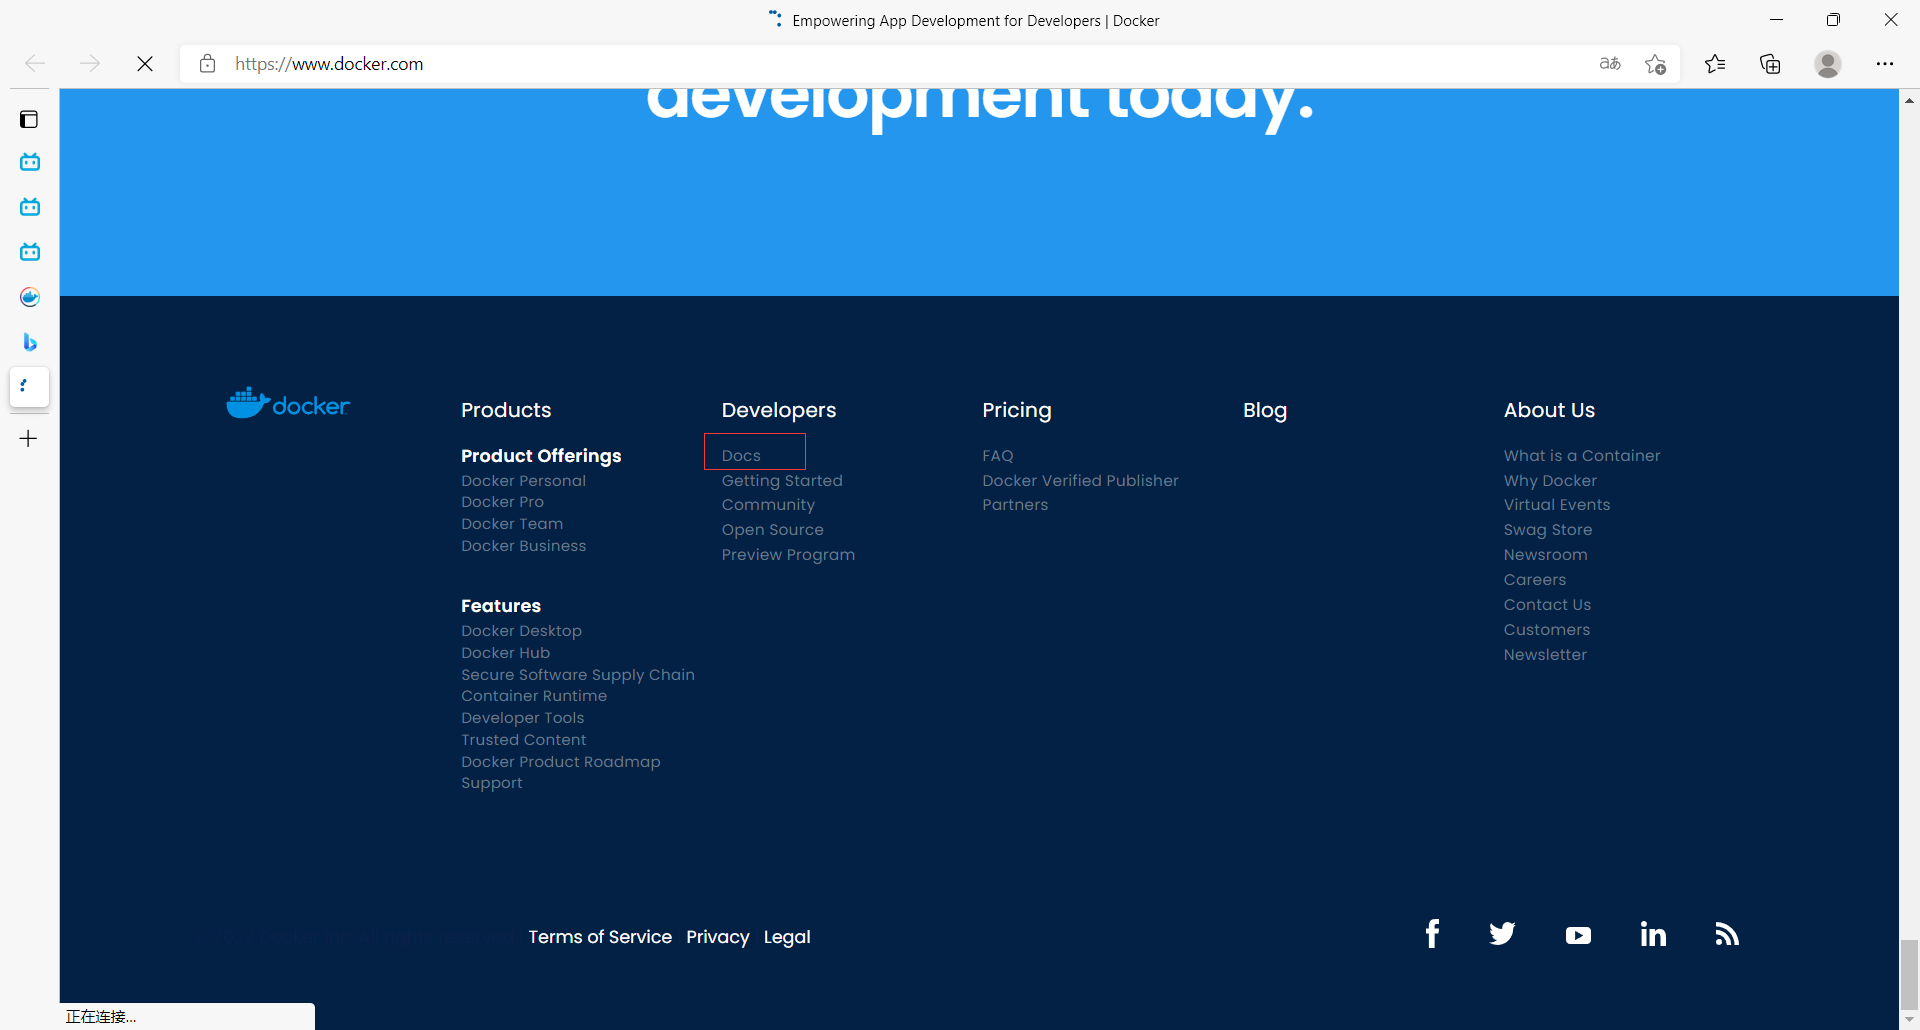 Empowering App Development for Developers | Docker
https://www.docker.com
aあ
development today.
docker
Products
Product Offerings
Docker Personal
Docker Pro
Docker Team
Docker Business
Features
Docker Desktop
Docker Hub
Secure Software Supply Chain
Container Runtime
Developer Tools
Trusted Content
Docker Product Roadmap
Support
Developers
Docs
Getting Started
Community
Open Source
Preview Program
Pricing
FAQ
Docker Verified Publisher
Partners
Blog
About Us
What is a Container
Why Docker
Virtual Events
Swag Store
Newsroom
Careers
Contact Us
Customers
Newsletter
Terms of Service Privacy Legal
正在连接...